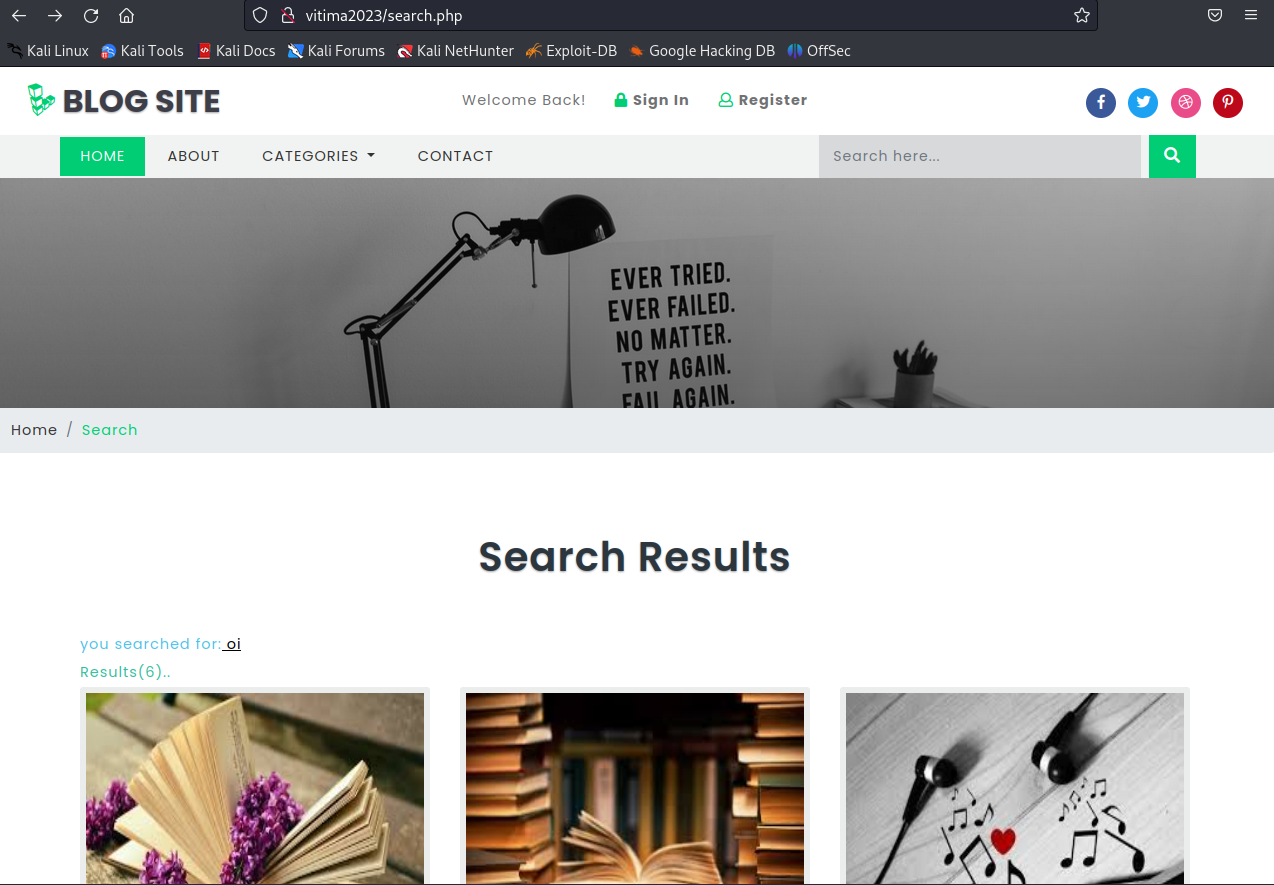 vitima2023/search.php
Kali Linux Kali Tools Kali Docs Kali Forums Kali NetHunter Exploit-DB Google Hacking DB OffSec
BLOG SITE Welcome Back! Sign In Register
HOME ABOUT CATEGORIES CONTACT Search here...
EVER TRIED.
EVER FAILED.
NO MATTER.
TRY AGAIN.
FAIL AGAIN.
Home / Search
Search Results
you searched for: oi
Results(6)..